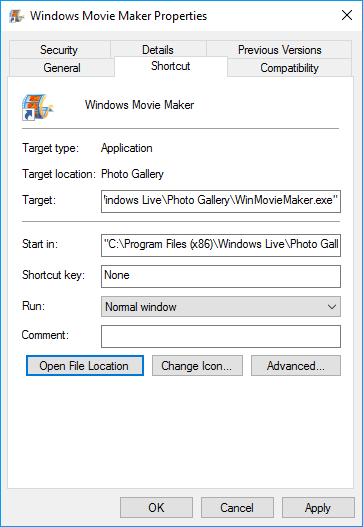 Windows Movie Maker Properties
Security Details Previous Versions
General Shortcut Compatibility
Windows Movie Maker
Target type: Application
Target location: Photo Gallery
Target: indows Live\Photo Gallery\WinMovieMaker.exe"
Start in: "C:\Program Files (x86)\Windows Live\Photo Gall
Shortcut key: None
Run: Normal window
Comment:
Open File Location Change Icon... Advanced...
OK Cancel Apply